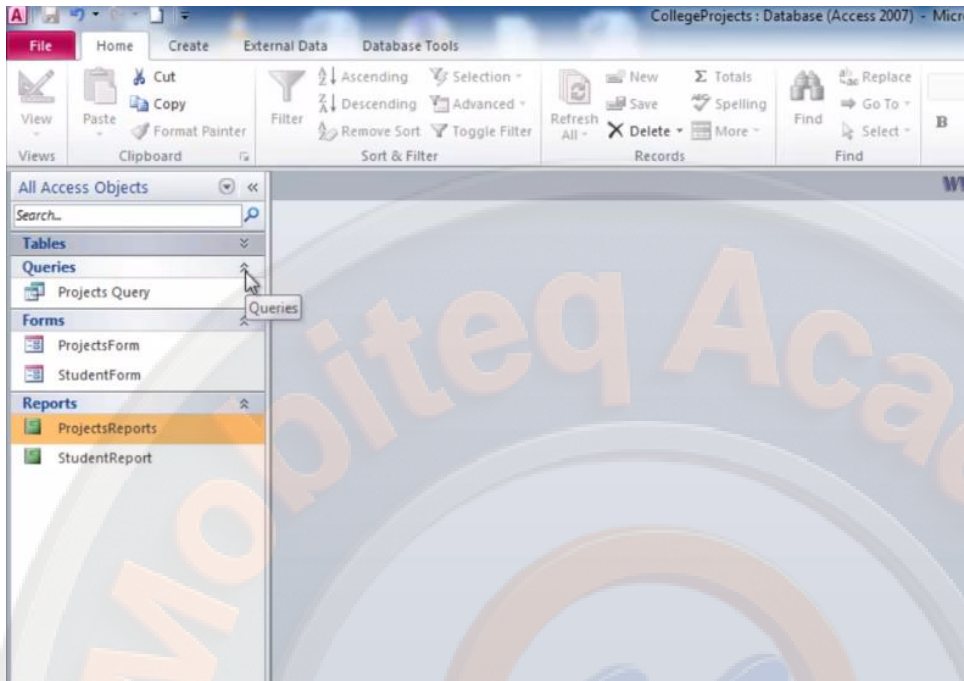 A CollegeProjects : Database (Access 2007) - Micr
File Home Create External Data Database Tools
View
Views
Paste
Cut
Copy
Format Painter
Clipboard
Filter
Ascending
Descending
Remove Sort
Selection
Advanced
Toggle Filter
Sort & Filter
Refresh
All
New
Save
Delete
Totals
Spelling
More
Records
Find
Replace
Go To
Select
Find
B
All Access Objects
Search...
Tables
Queries
Projects Query
Queries
Forms
ProjectsForm
StudentForm
Reports
ProjectsReports
StudentReport
Mobiteq Aca